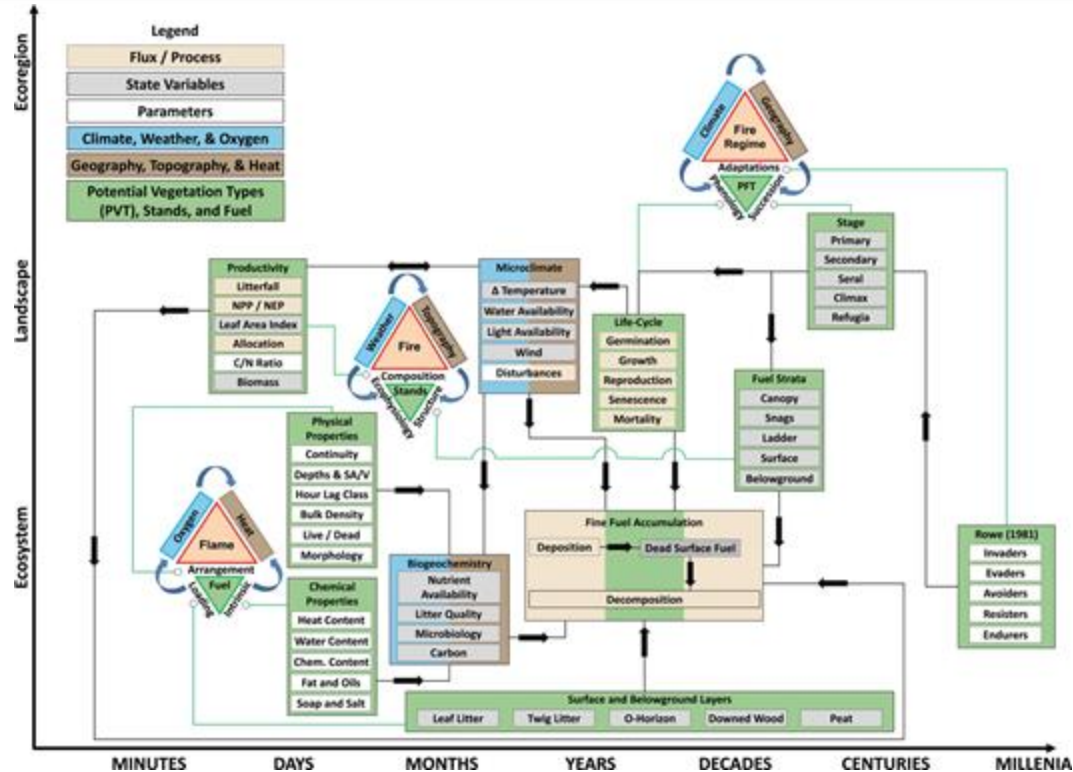 Legend
Flux / Process
State Variables
Parameters
Climate, Weather, & Oxygen
Geography, Topography, & Heat
Potential Vegetation Types
(PVT), Stands, and Fuel
Ecoregion
Landscape
Ecosystem
Climate
Geography
Fire
Regime
Adaptations
PFT
Phenology
Succession
Stage
Primary
Secondary
Seral
Climax
Refugia
Productivity
Litterfall
NPP / NEP
Leaf Area Index
Allocation
C/N Ratio
Biomass
Weather
Topography
Fire
Composition
Stands
Ecophysiology
Structure
Microclimate
Δ Temperature
Water Availability
Light Availability
Wind
Disturbances
Life-Cycle
Germination
Growth
Reproduction
Senescence
Mortality
Fuel Strata
Canopy
Snags
Ladder
Surface
Belowground
Physical
Properties
Continuity
Depths & SA/V
Hour Lag Class
Bulk Density
Live / Dead
Morphology
Oxygen
Heat
Flame
Arrangement
Fuel
Loading
Intrinsic
Chemical
Properties
Heat Content
Water Content
Chem. Content
Fat and Oils
Soap and Salt
Biogeochemistry
Nutrient
Availability
Litter Quality
Microbiology
Carbon
Fine Fuel Accumulation
Deposition
Dead Surface Fuel
Decomposition
Rowe (1981)
Invaders
Evaders
Avoiders
Resisters
Endurers
Surface and Belowground Layers
Leaf Litter
Twig Litter
O-Horizon
Downed Wood
Peat
MINUTES
DAYS
MONTHS
YEARS
DECADES
CENTURIES
MILLENIA